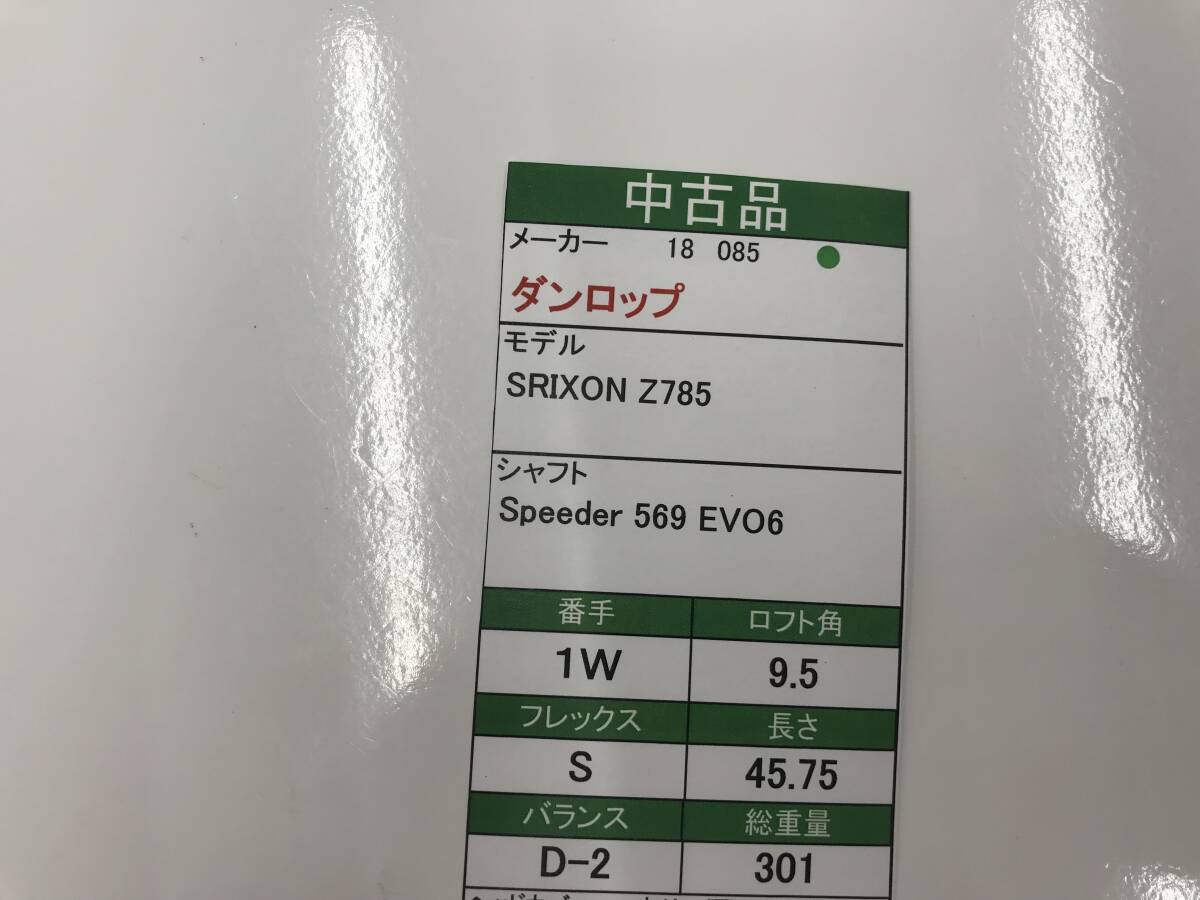 中古品
メーカー 18 085
ダンロップ
モデル
SRIXON Z785
シャフト
Speeder 569 EVO6
番手 ロフト角
1W 9.5
フレックス 長さ
S 45.75
バランス 総重量
D-2 301